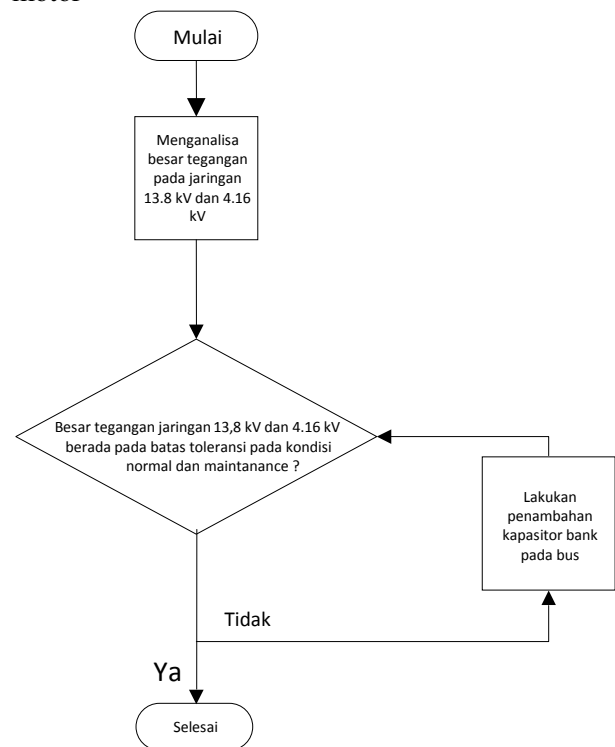 Mulai
Menganalisa
besar tegangan
pada jaringan
13.8 kV dan 4.16
kV
Besar tegangan jaringan 13,8 kV dan 4.16 kV
berada pada batas toleransi pada kondisi
normal dan maintanance ?
Lakukan
penambahan
kapasitor bank
pada bus
Tidak
Ya
Selesai